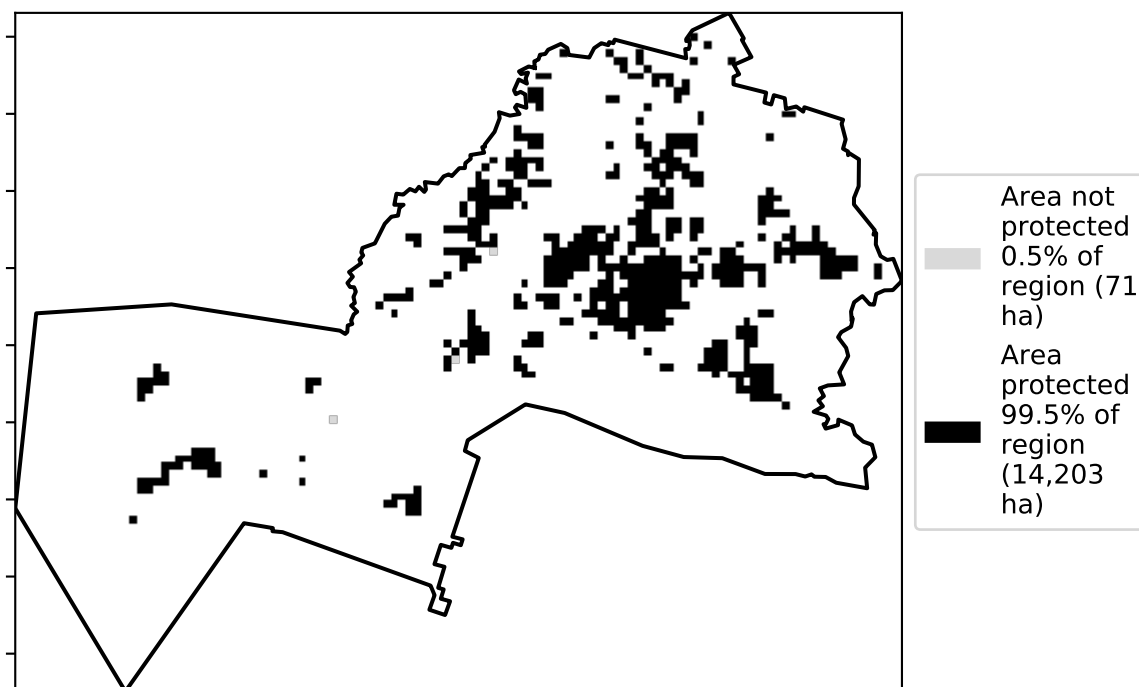 Area not
protected
0.5% of
region (71
ha)
Area
protected
99.5% of
region
(14,203
ha)